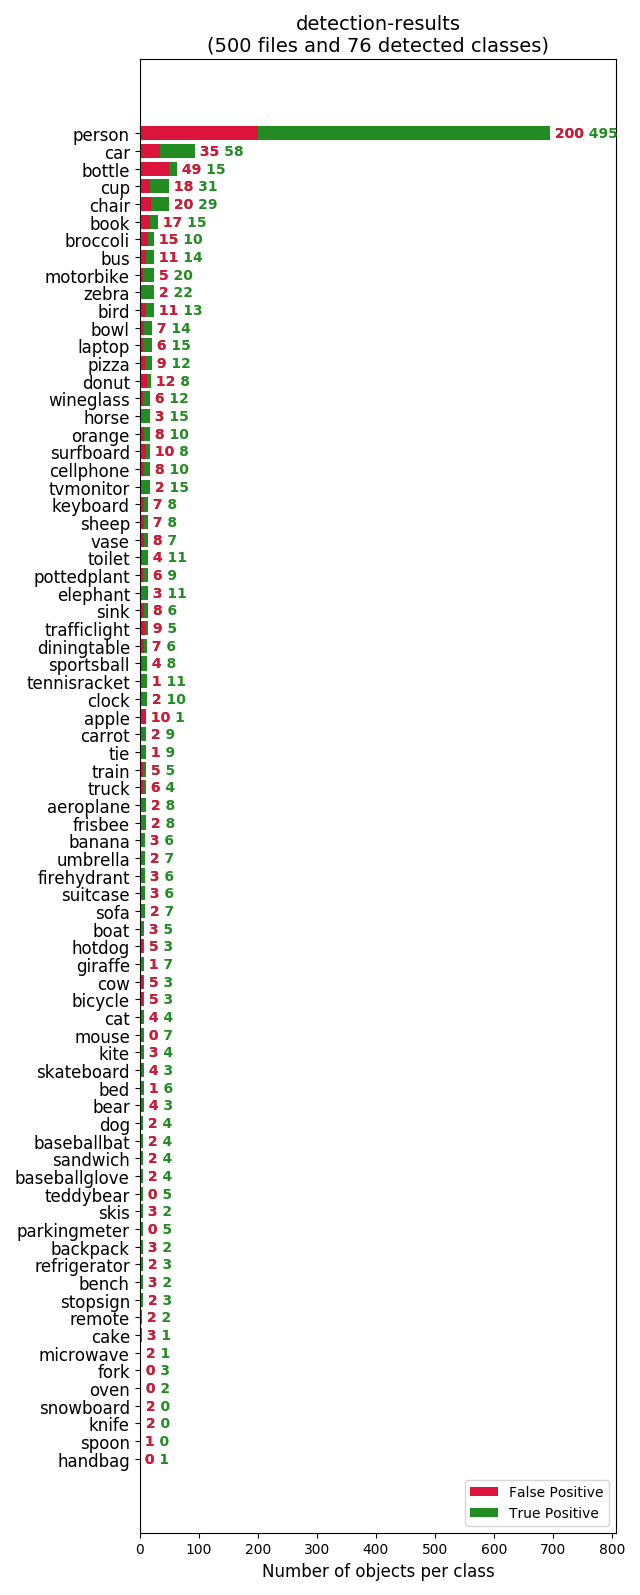 detection-results
(500 files and 76 detected classes)
person 200 495
car 35 58
bottle 49 15
cup 18 31
chair 20 29
book 17 15
broccoli 15 10
bus 11 14
motorbike 5 20
zebra 2 22
bird 11 13
bowl 7 14
laptop 6 15
pizza 9 12
donut 12 8
wineglass 6 12
horse 3 15
orange 8 10
surfboard 10 8
cellphone 8 10
tvmonitor 2 15
keyboard 7 8
sheep 7 8
vase 8 7
toilet 4 11
pottedplant 6 9
elephant 3 11
sink 8 6
trafficlight 9 5
diningtable 7 6
sportsball 4 8
tennisracket 1 11
clock 2 10
apple 10 1
carrot 2 9
tie 1 9
train 5 5
truck 6 4
aeroplane 2 8
frisbee 2 8
banana 3 6
umbrella 2 7
firehydrant 3 6
suitcase 3 6
sofa 2 7
boat 3 5
hotdog 5 3
giraffe 1 7
cow 5 3
bicycle 5 3
cat 4 4
mouse 0 7
kite 3 4
skateboard 4 3
bed 1 6
bear 4 3
dog 2 4
baseballbat 2 4
sandwich 2 4
baseballglove 2 4
teddybear 0 5
skis 3 2
parkingmeter 0 5
backpack 3 2
refrigerator 2 3
bench 3 2
stopsign 2 3
remote 2 2
cake 3 1
microwave 2 1
fork 0 3
oven 0 2
snowboard 2 0
knife 2 0
spoon 1 0
handbag 0 1
False Positive
True Positive
0 100 200 300 400 500 600 700 800
Number of objects per class